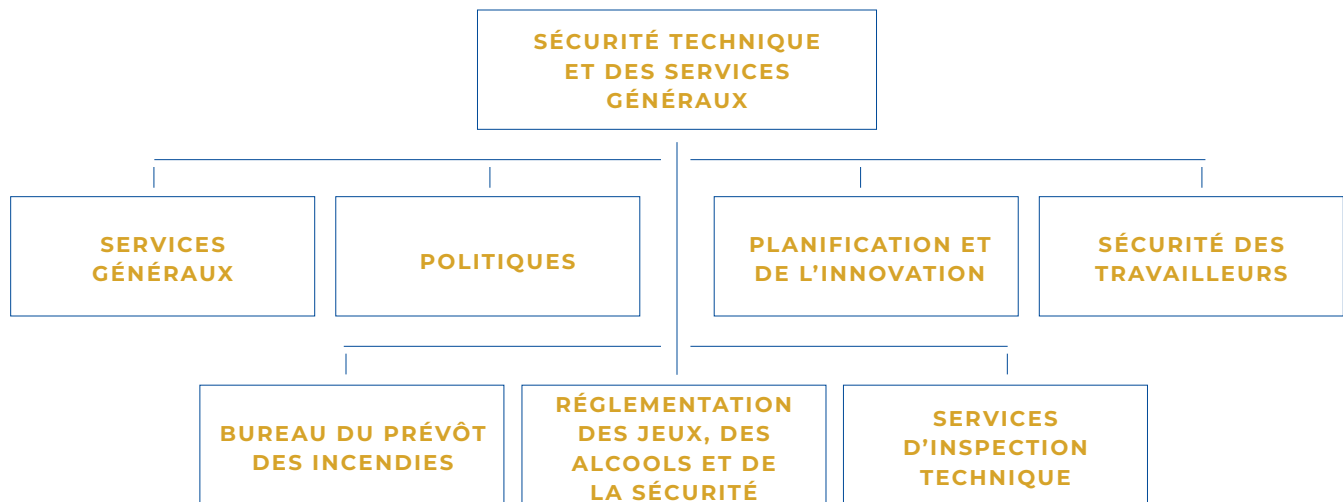 SÉCURITÉ TECHNIQUE
ET DES SERVICES
GÉNÉRAUX
SERVICES
GÉNÉRAUX
POLITIQUES
PLANIFICATION ET
DE L’INNOVATION
SÉCURITÉ DES
TRAVAILLEURS
BUREAU DU PRÉVÔT
DES INCENDIES
RÉGLEMENTATION
DES JEUX, DES
ALCOOLS ET DE
LA SÉCURITÉ
SERVICES
D’INSPECTION
TECHNIQUE